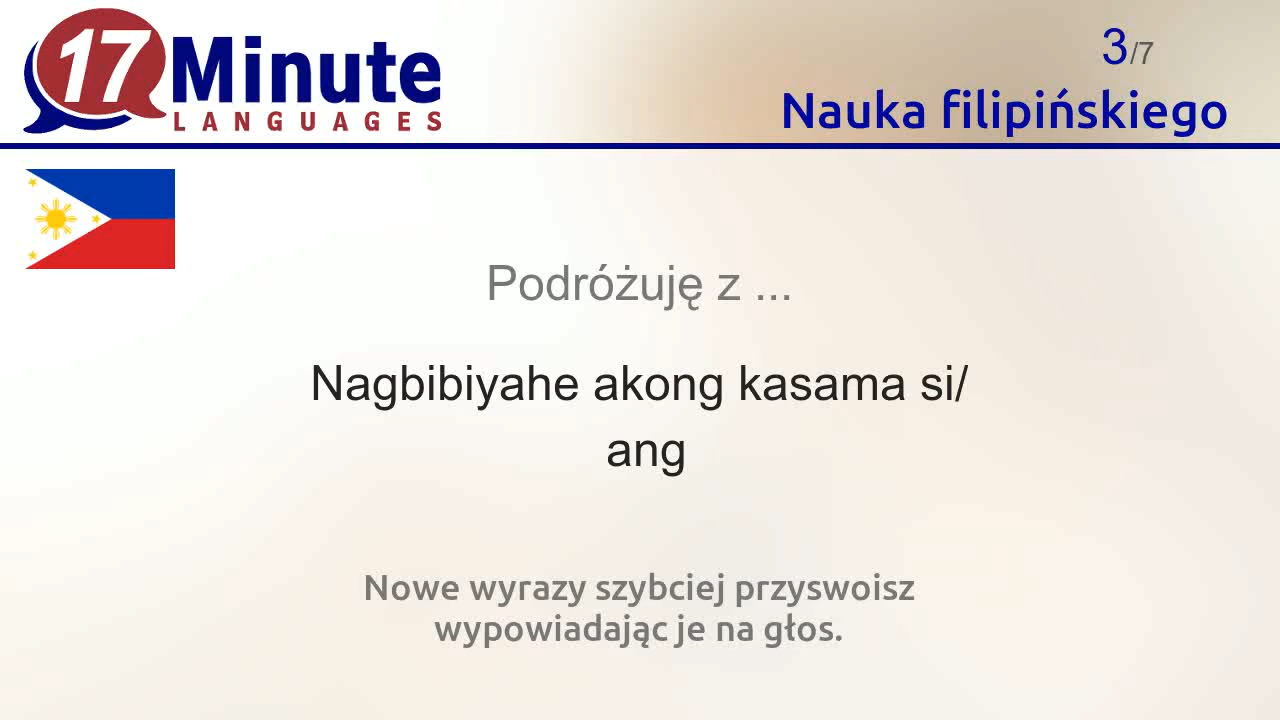 17 Minute
LANGUAGES
3/7
Nauka filipińskiego
Podróżuję z ...
Nagbibiyahe akong kasama si/
ang
Nowe wyrazy szybciej przyswoisz
wypowiadając je na głos.